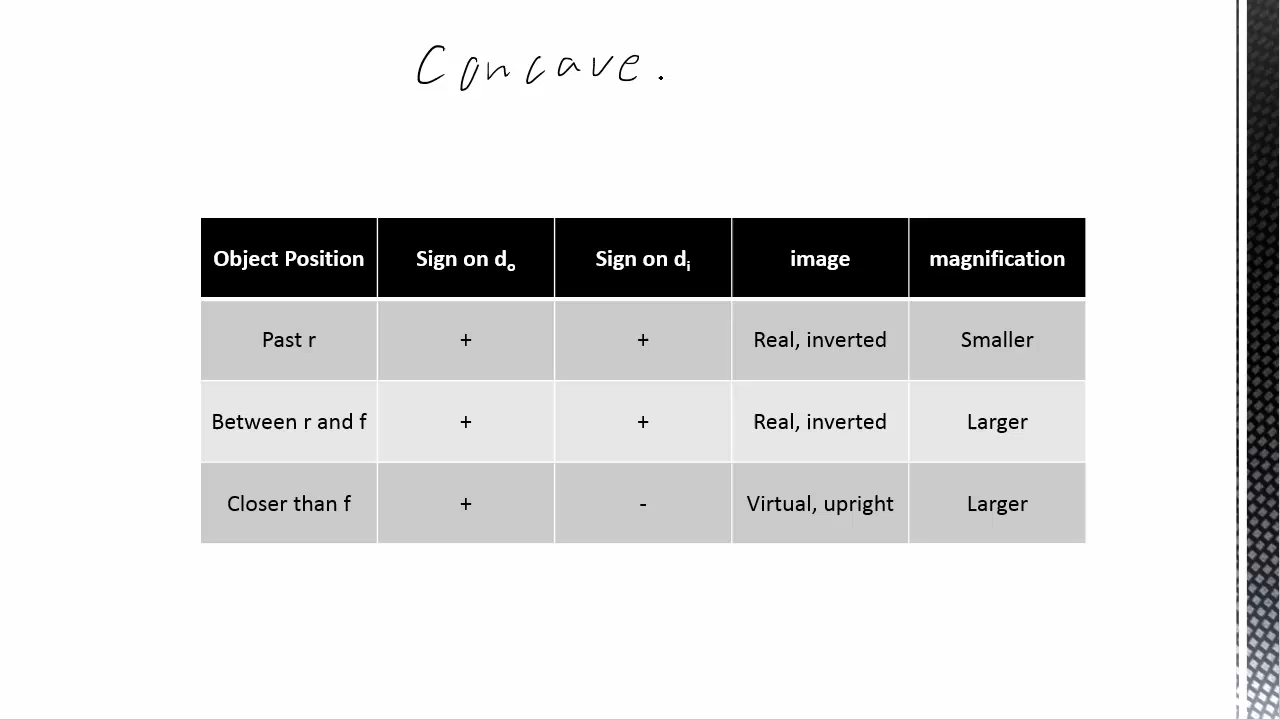 Concave.
Object Position Sign on do Sign on di image magnification
Past r + + Real, inverted Smaller
Between r and f + + Real, inverted Larger
Closer than f + - Virtual, upright Larger